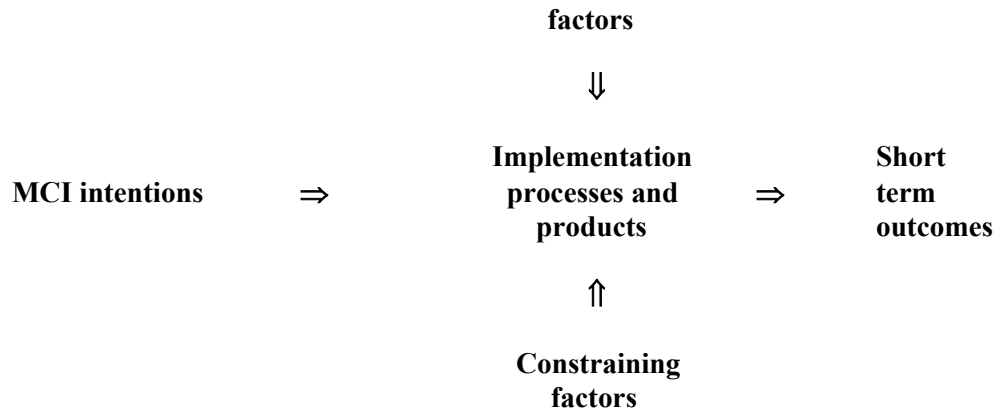 factors
⇓
Implementation
processes and
products
MCI intentions
⇒
⇒
Short
term
outcomes
⇑
Constraining
factors